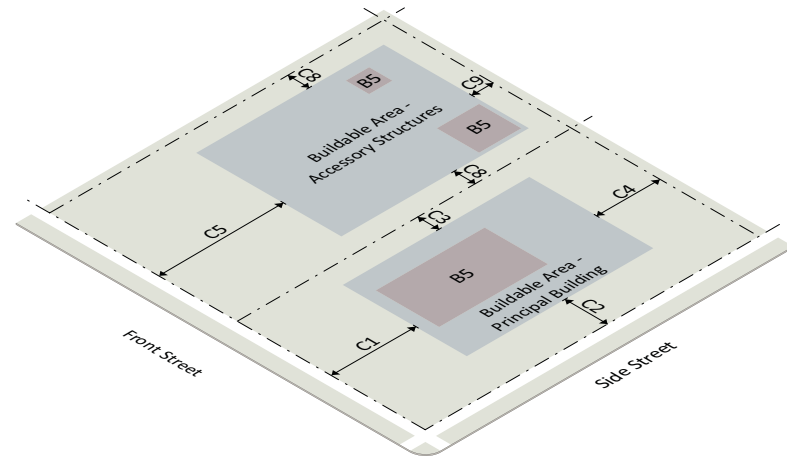 C8
B5
C9
Buildable Area -
Accessory Structures
B5
C8
C4
C5
C3
B5
Buildable Area -
Principal Building
C2
C1
Front Street
Side Street